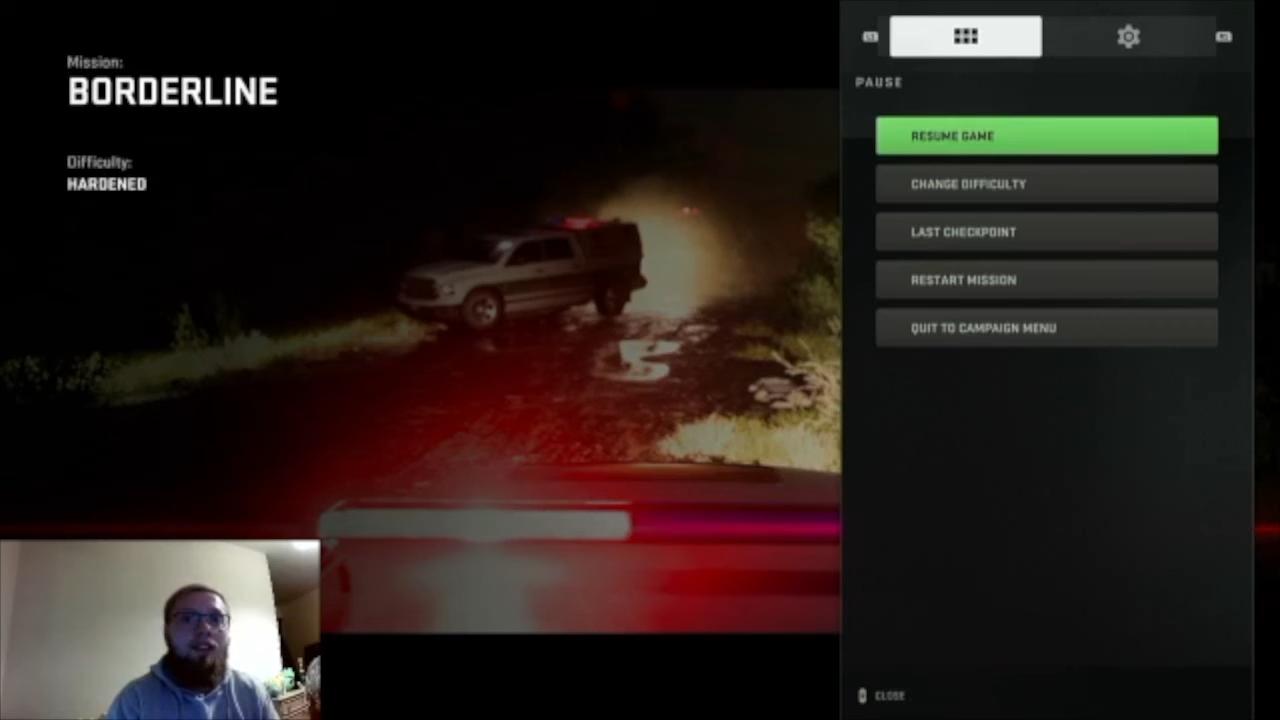 Mission:
BORDERLINE
Difficulty:
HARDENED
PAUSE
RESUME GAME
CHANGE DIFFICULTY
LAST CHECKPOINT
RESTART MISSION
QUIT TO CAMPAIGN MENU
CLOSE